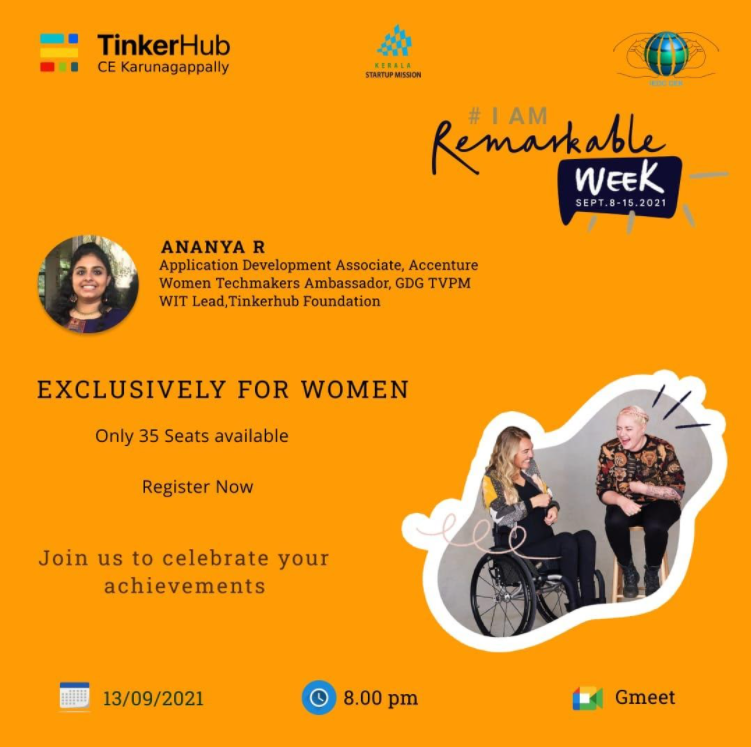 TinkerHub
CE Karunagappally
KERALA
STARTUP MISSION
# I AM
Remarkable
WEEK
SEPT.8-15.2021
ANANYA R
Application Development Associate, Accenture
Women Techmakers Ambassador, GDG TVPM
WIT Lead,Tinkerhub Foundation
EXCLUSIVELY FOR WOMEN
Only 35 Seats available
Register Now
Join us to celebrate your
achievements
13/09/2021
8.00 pm
Gmeet